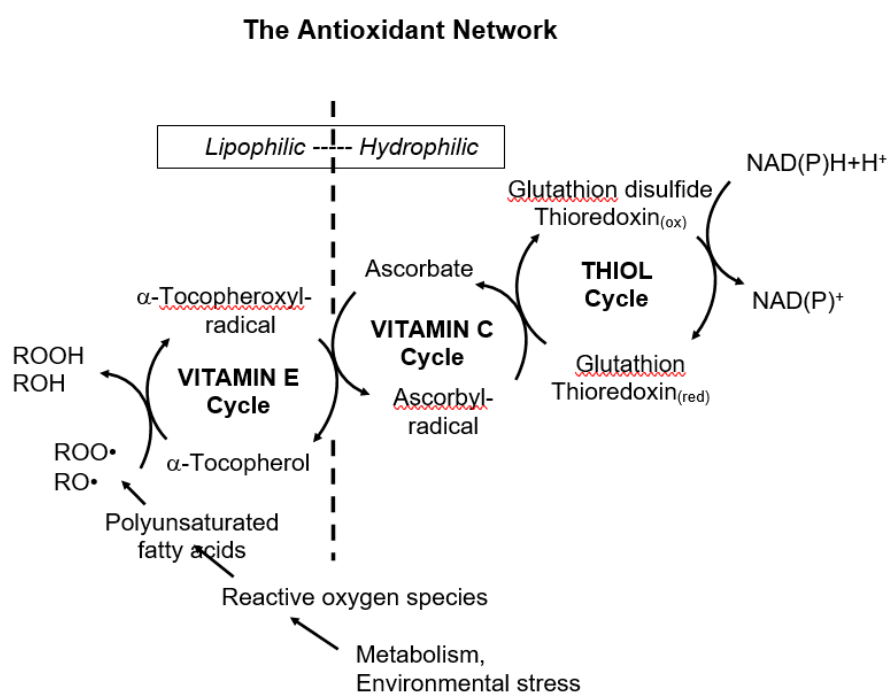 The Antioxidant Network
Lipophilic ----- Hydrophilic
NAD(P)H+H⁺
Glutathion disulfide
Thioredoxin(ox)
THIOL
Cycle
NAD(P)⁺
Glutathion
Thioredoxin(red)
Ascorbate
VITAMIN C
Cycle
Ascorbyl-
radical
α-Tocopheroxyl-
radical
VITAMIN E
Cycle
α-Tocopherol
ROOH
ROH
ROO•
RO•
Polyunsaturated
fatty acids
Reactive oxygen species
Metabolism,
Environmental stress